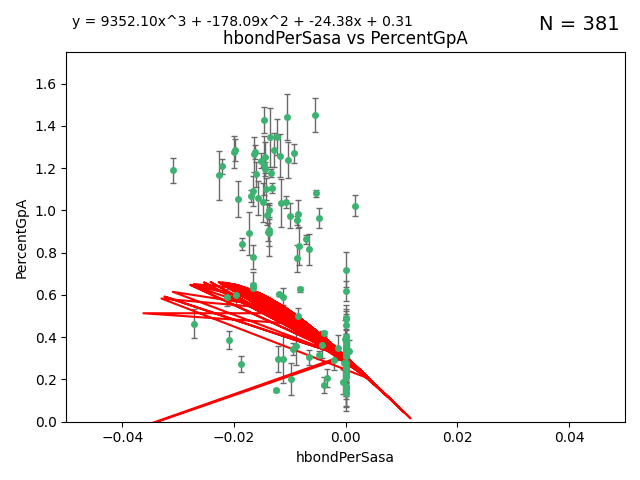 y = 9352.10x^3 + -178.09x^2 + -24.38x + 0.31
N = 381
hbondPerSasa vs PercentGpA
1.6
1.4
1.2
1.0
0.8
0.6
0.4
0.2
0.0
PercentGpA
−0.04 −0.02 0.00 0.02 0.04
hbondPerSasa